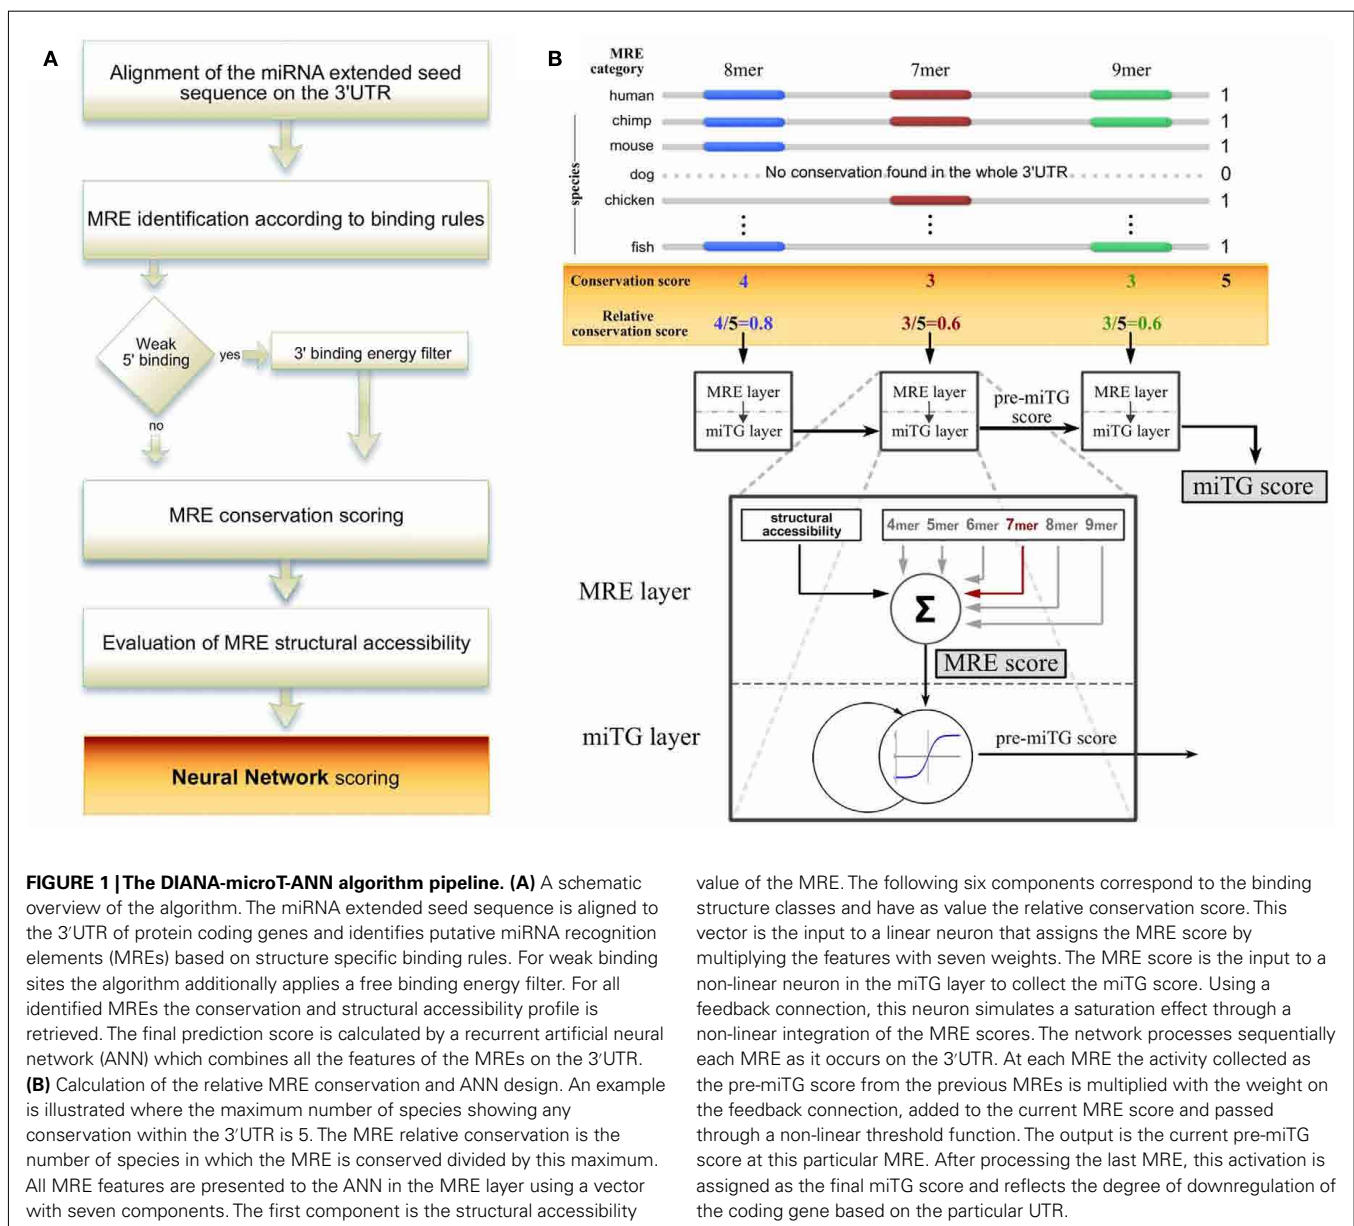 A
Alignment of the miRNA extended seed
sequence on the 3'UTR
MRE identification according to binding rules
Weak
5' binding
yes
3' binding energy filter
no
MRE conservation scoring
Evaluation of MRE structural accessibility
Neural Network scoring
B
MRE
category
8mer 7mer 9mer
human 1
chimp 1
mouse 1
dog No conservation found in the whole 3'UTR 0
chicken 1
fish 1
species
Conservation score 4 3 3 5
Relative
conservation score 4/5=0.8 3/5=0.6 3/5=0.6
MRE layer MRE layer MRE layer
miTG layer miTG layer miTG layer
pre-miTG
score
miTG score
structural
accessibility
4mer 5mer 6mer 7mer 8mer 9mer
MRE layer
Σ
MRE score
miTG layer
pre-miTG score
FIGURE 1 | The DIANA-microT-ANN algorithm pipeline. (A) A schematic
overview of the algorithm. The miRNA extended seed sequence is aligned to
the 3′UTR of protein coding genes and identifies putative miRNA recognition
elements (MREs) based on structure specific binding rules. For weak binding
sites the algorithm additionally applies a free binding energy filter. For all
identified MREs the conservation and structural accessibility profile is
retrieved. The final prediction score is calculated by a recurrent artificial neural
network (ANN) which combines all the features of the MREs on the 3′UTR.
(B) Calculation of the relative MRE conservation and ANN design. An example
is illustrated where the maximum number of species showing any
conservation within the 3′UTR is 5. The MRE relative conservation is the
number of species in which the MRE is conserved divided by this maximum.
All MRE features are presented to the ANN in the MRE layer using a vector
with seven components. The first component is the structural accessibility
value of the MRE. The following six components correspond to the binding
structure classes and have as value the relative conservation score. This
vector is the input to a linear neuron that assigns the MRE score by
multiplying the features with seven weights. The MRE score is the input to a
non-linear neuron in the miTG layer to collect the miTG score. Using a
feedback connection, this neuron simulates a saturation effect through a
non-linear integration of the MRE scores. The network processes sequentially
each MRE as it occurs on the 3′UTR. At each MRE the activity collected as
the pre-miTG score from the previous MREs is multiplied with the weight on
the feedback connection, added to the current MRE score and passed
through a non-linear threshold function. The output is the current pre-miTG
score at this particular MRE. After processing the last MRE, this activation is
assigned as the final miTG score and reflects the degree of downregulation of
the coding gene based on the particular UTR.